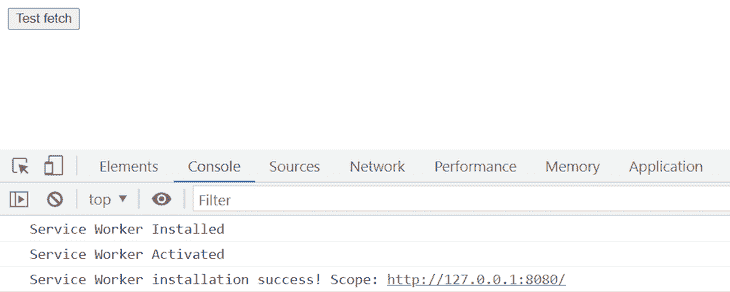 Test fetch
Elements Console Sources Network Performance Memory Application
top Filter
Service Worker Installed
Service Worker Activated
Service Worker installation success! Scope: http://127.0.0.1:8080/